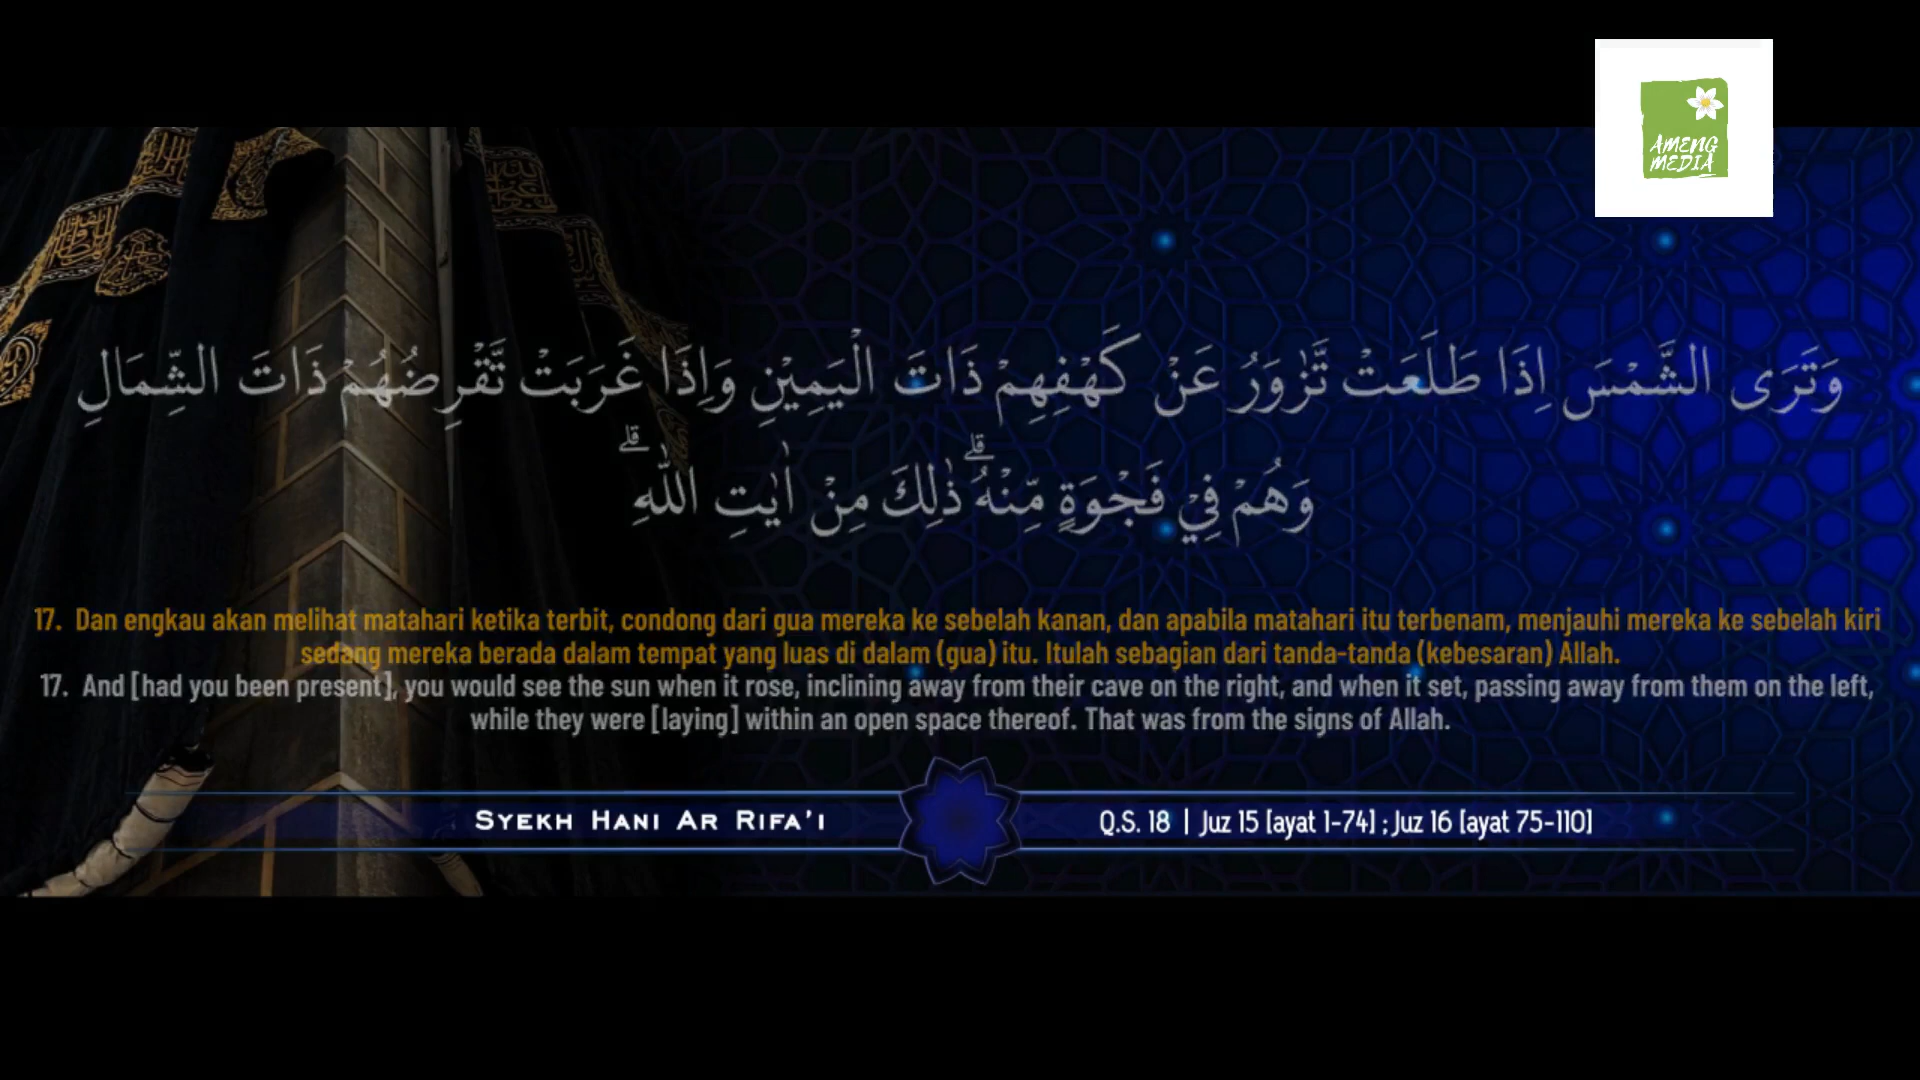 AMENG
MEDIA
وَتَرَى الشَّمْسَ اِذَا طَلَعَتْ تَّزٰوَرُ عَنْ كَهْفِهِمْ ذَاتَ الْيَمِيْنِ وَاِذَا غَرَبَتْ تَّقْرِضُهُمْ ذَاتَ الشِّمَالِ
وَهُمْ فِيْ فَجْوَةٍ مِّنْهُۗ ذٰلِكَ مِنْ اٰيٰتِ اللّٰهِۗ
17. Dan engkau akan melihat matahari ketika terbit, condong dari gua mereka ke sebelah kanan, dan apabila matahari itu terbenam, menjauhi mereka ke sebelah kiri
sedang mereka berada dalam tempat yang luas di dalam (gua) itu. Itulah sebagian dari tanda-tanda (kebesaran) Allah.
17. And [had you been present], you would see the sun when it rose, inclining away from their cave on the right, and when it set, passing away from them on the left,
while they were [laying] within an open space thereof. That was from the signs of Allah.
Syekh Hani Ar Rifa'i
Q.S. 18 | Juz 15 [ayat 1-74] ; Juz 16 [ayat 75-110]